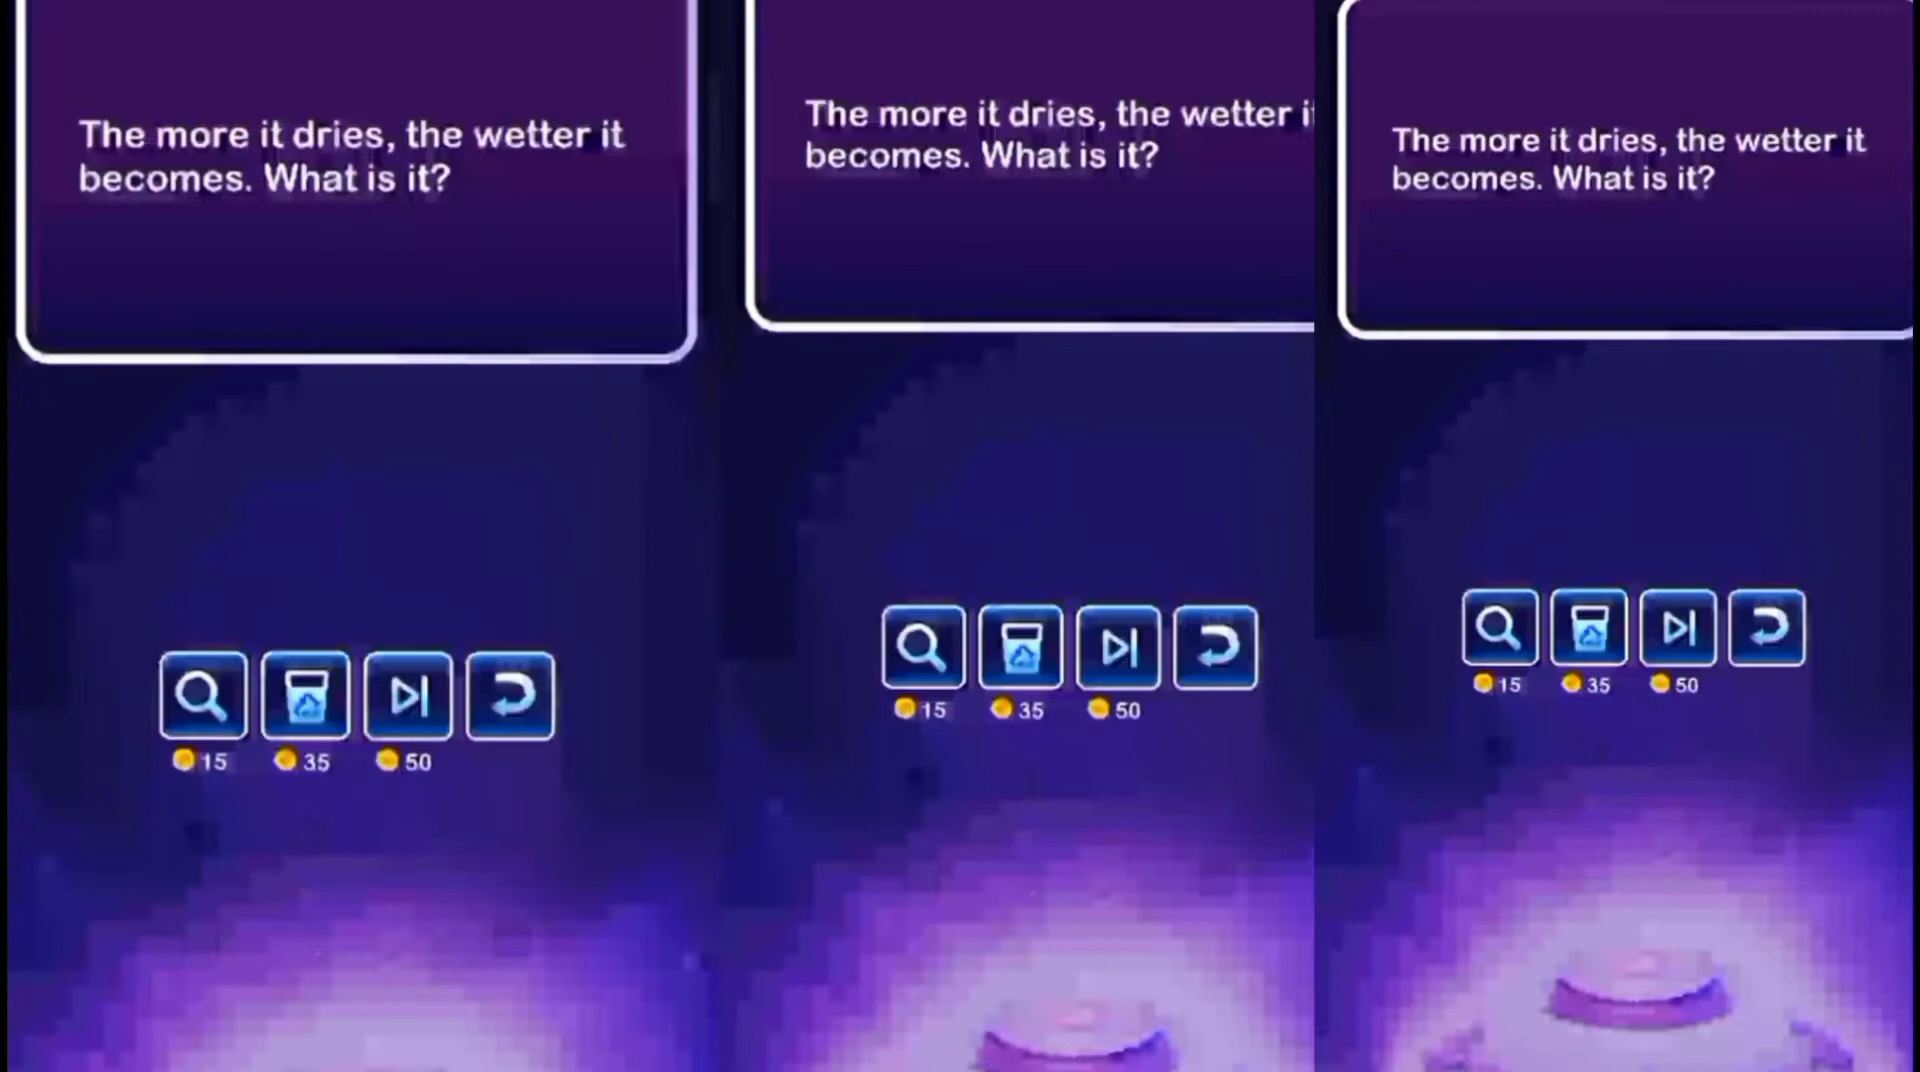 The more it dries, the wetter it
becomes. What is it?
15 35 50
The more it dries, the wetter it
becomes. What is it?
15 35 50
The more it dries, the wetter it
becomes. What is it?
15 35 50